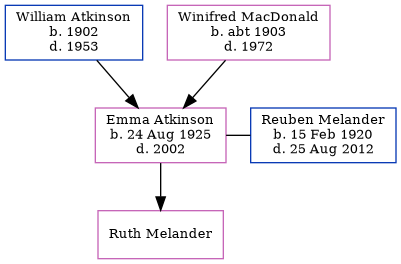 William Atkinson
b. 1902
d. 1953
Winifred MacDonald
b. abt 1903
d. 1972
Emma Atkinson
b. 24 Aug 1925
d. 2002
Reuben Melander
b. 15 Feb 1920
d. 25 Aug 2012
Ruth Melander